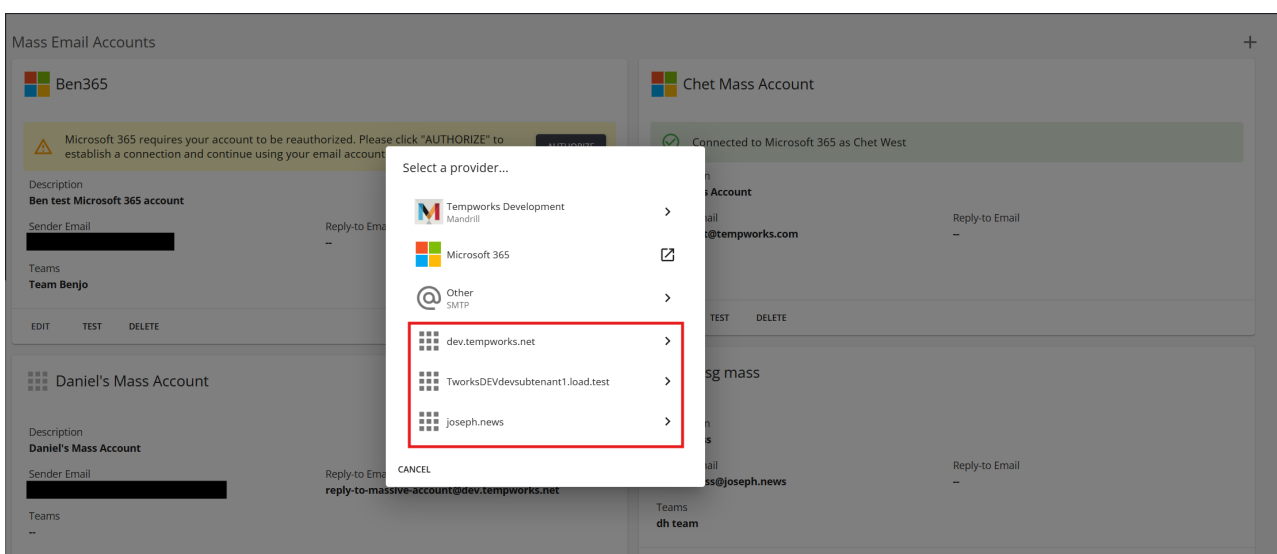 Mass Email Accounts
Ben365
Microsoft 365 requires your account to be reauthorized. Please click "AUTHORIZE" to
establish a connection and continue using your email account
AUTHORIZE
Description
Ben test Microsoft 365 account
Sender Email
Reply-to Ema
--
Teams
Team Benjo
EDIT TEST DELETE
Chet Mass Account
Connected to Microsoft 365 as Chet West
n
s Account
ail
Reply-to Email
t@tempworks.com
--
TEST DELETE
Select a provider...
Tempworks Development
Mandrill
Microsoft 365
Other
SMTP
dev.tempworks.net
TworksDEVdevsubtenant1.load.test
joseph.news
CANCEL
Daniel's Mass Account
Description
Daniel's Mass Account
Sender Email
Reply-to Ema
reply-to-massive-account@dev.tempworks.net
Teams
--
sg mass
n
ss
ail
Reply-to Email
ss@joseph.news
--
Teams
dh team